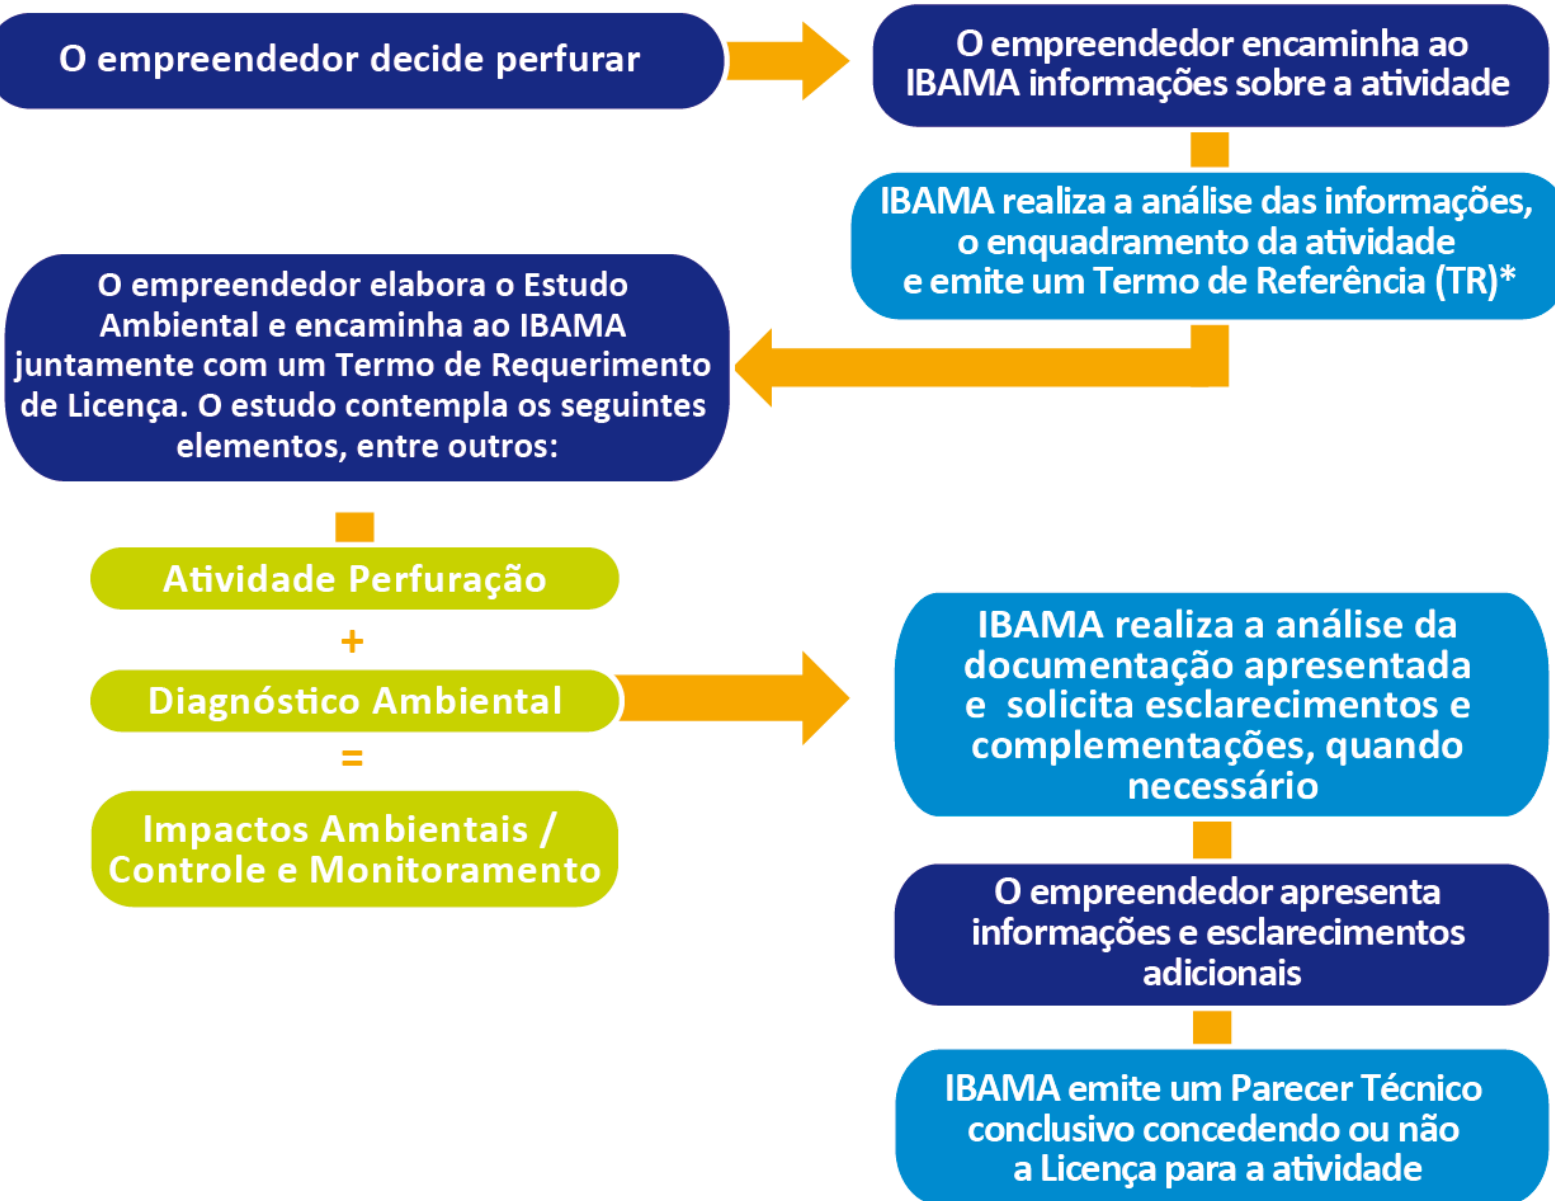 O empreendedor decide perfurar
O empreendedor encaminha ao
IBAMA informações sobre a atividade
IBAMA realiza a análise das informações,
o enquadramento da atividade
e emite um Termo de Referência (TR)*
O empreendedor elabora o Estudo
Ambiental e encaminha ao IBAMA
juntamente com um Termo de Requerimento
de Licença. O estudo contempla os seguintes
elementos, entre outros:
Atividade Perfuração
+
Diagnóstico Ambiental
=
Impactos Ambientais /
Controle e Monitoramento
IBAMA realiza a análise da
documentação apresentada
e solicita esclarecimentos e
complementações, quando
necessário
O empreendedor apresenta
informações e esclarecimentos
adicionais
IBAMA emite um Parecer Técnico
conclusivo concedendo ou não
a Licença para a atividade